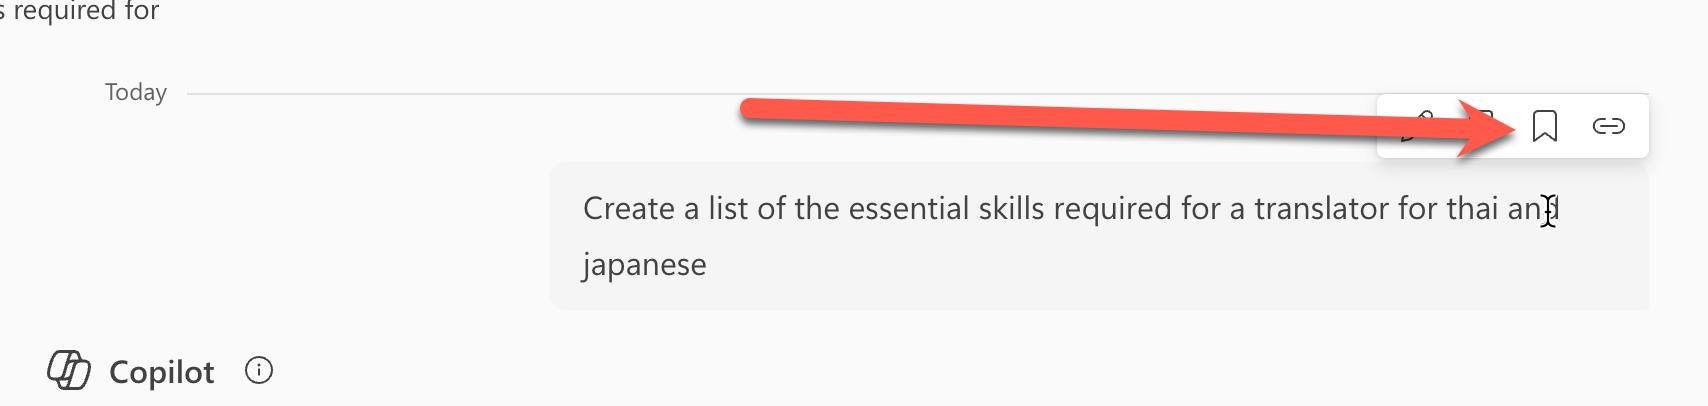 s required for
Today
Create a list of the essential skills required for a translator for thai and
japanese
Copilot